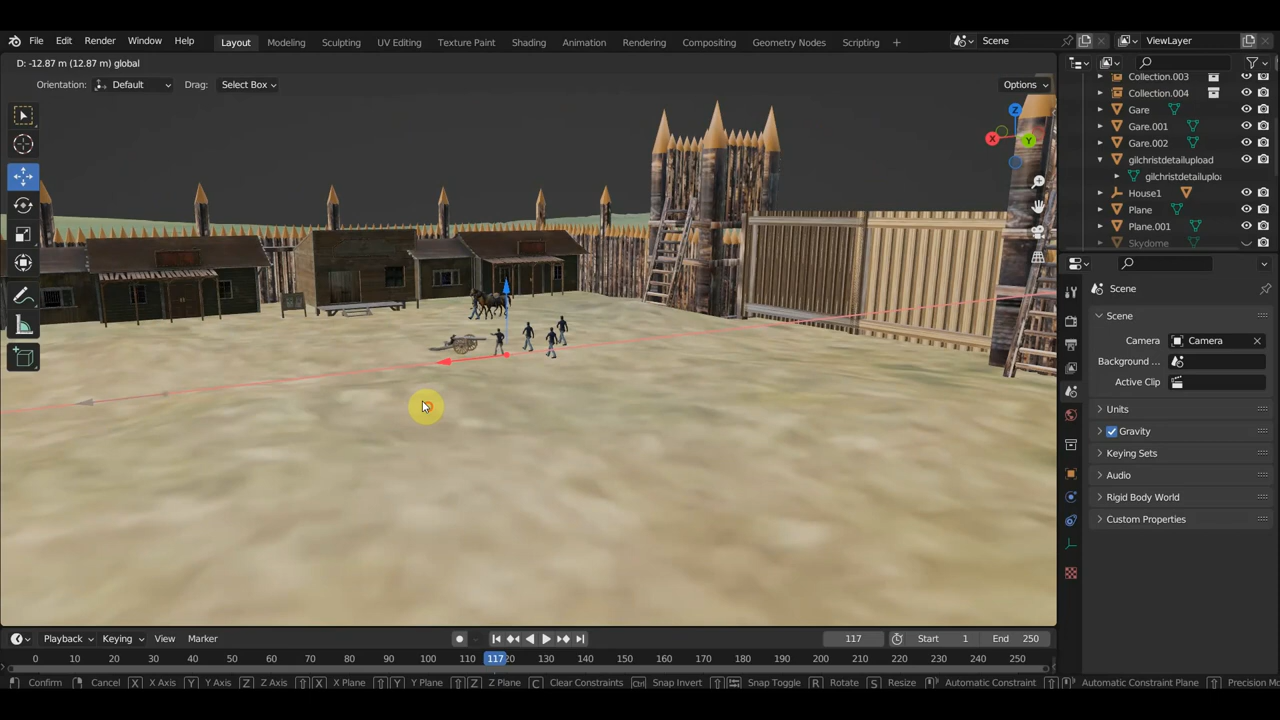 File Edit Render Window Help Layout Modeling Sculpting UV Editing Texture Paint Shading Animation Rendering Compositing Geometry Nodes Scripting + Scene ViewLayer
D: -12.87 m (12.87 m) global
Orientation: Default Drag: Select Box Options
Z
X
Y
Collection.003
Collection.004
Gare
Gare.001
Gare.002
gilchristdetailupload
gilchristdetailuploa
House1
Plane
Plane.001
Skydome
Scene
Scene
Camera Camera
Background ...
Active Clip
Units
Gravity
Keying Sets
Audio
Rigid Body World
Custom Properties
Playback Keying View Marker 117 Start 1 End 250
0 10 20 30 40 50 60 70 80 90 100 110 117 120 130 140 150 160 170 180 190 200 210 220 230 240 250
Confirm Cancel X X Axis Y Y Axis Z Z Axis X X Plane Y Y Plane Z Z Plane C Clear Constraints Ctrl Snap Invert Snap Toggle R Rotate S Resize Automatic Constraint Automatic Constraint Plane Precision Mo